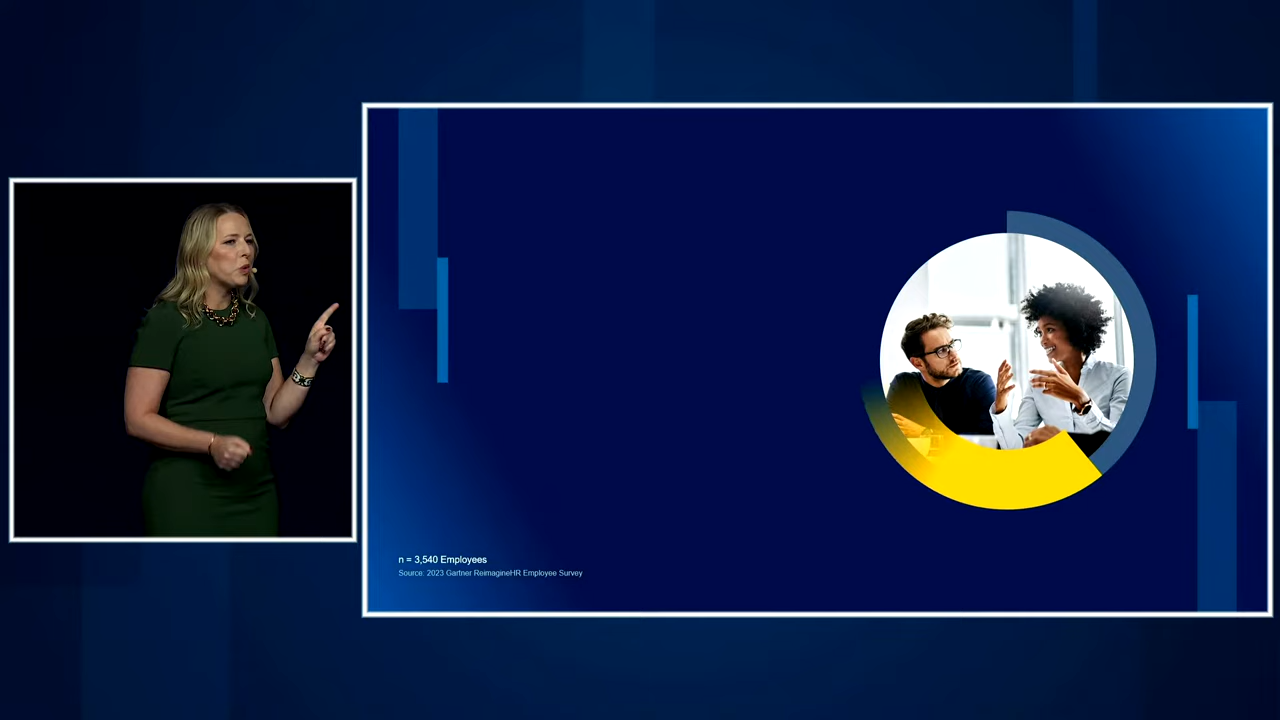 n = 3,540 Employees
Source: 2023 Gartner ReimagineHR Employee Survey